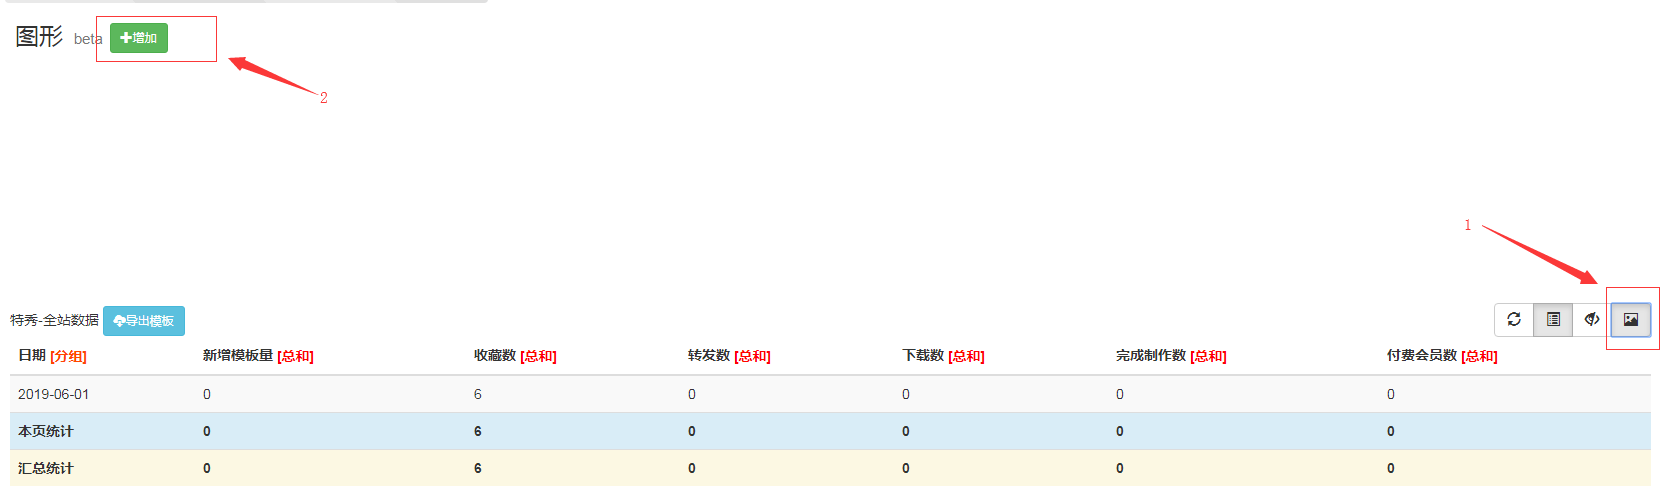 图形 beta 增加
2
1
特秀-全站数据 导出模板
日期 [分组] 新增模板量 [总和] 收藏数 [总和] 转发数 [总和] 下载数 [总和] 完成制作数 [总和] 付费会员数 [总和]
2019-06-01 0 6 0 0 0 0
本页统计 0 6 0 0 0 0
汇总统计 0 6 0 0 0 0